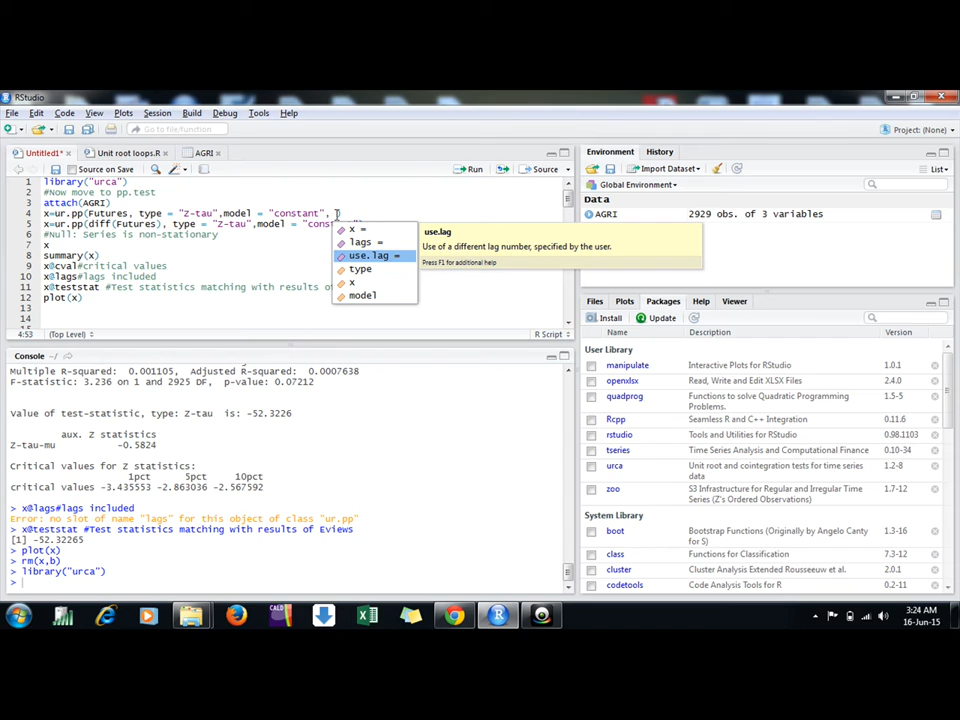 RStudio
File Edit Code View Plots Session Build Debug Tools Help
Go to file/function
Project: (None)
Untitled1* Unit root loops.R AGRI
Source on Save Run Source
1 library("urca")
2 #Now move to pp.test
3 attach(AGRI)
4 x=ur.pp(Futures, type = "Z-tau",model = "constant", )
5 x=ur.pp(diff(Futures), type = "Z-tau",model = "const
6 #Null: Series is non-stationary
7 x
8 summary(x)
9 x@cval#critical values
10 x@lags#lags included
11 x@teststat #Test statistics matching with results of
12 plot(x)
13
14
x =
lags =
use.lag =
type
x
model
use.lag
Use of a different lag number, specified by the user.
Press F1 for additional help
4:53 (Top Level) R Script
Console ~/
Multiple R-squared: 0.001105, Adjusted R-squared: 0.0007638
F-statistic: 3.236 on 1 and 2925 DF, p-value: 0.07212
Value of test-statistic, type: Z-tau is: -52.3226
aux. Z statistics
Z-tau-mu -0.5824
Critical values for Z statistics:
1pct 5pct 10pct
critical values -3.435553 -2.863036 -2.567592
> x@lags#lags included
Error: no slot of name "lags" for this object of class "ur.pp"
> x@teststat #Test statistics matching with results of Eviews
[1] -52.32265
> plot(x)
> rm(x,b)
> library("urca")
>
Environment History
Import Dataset List
Global Environment
Data
AGRI 2929 obs. of 3 variables
Files Plots Packages Help Viewer
Install Update
Name Description Version
User Library
manipulate Interactive Plots for RStudio 1.0.1
openxlsx Read, Write and Edit XLSX Files 2.4.0
quadprog Functions to solve Quadratic Programming Problems. 1.5-5
Rcpp Seamless R and C++ Integration 0.11.6
rstudio Tools and Utilities for RStudio 0.98.1103
tseries Time Series Analysis and Computational Finance 0.10-34
urca Unit root and cointegration tests for time series data 1.2-8
zoo S3 Infrastructure for Regular and Irregular Time Series (Z's Ordered Observations) 1.7-12
System Library
boot Bootstrap Functions (Originally by Angelo Canty for S) 1.3-16
class Functions for Classification 7.3-12
cluster Cluster Analysis Extended Rousseeuw et al. 2.0.1
codetools Code Analysis Tools for R 0.2-11
CALD
3:24 AM
16-Jun-15